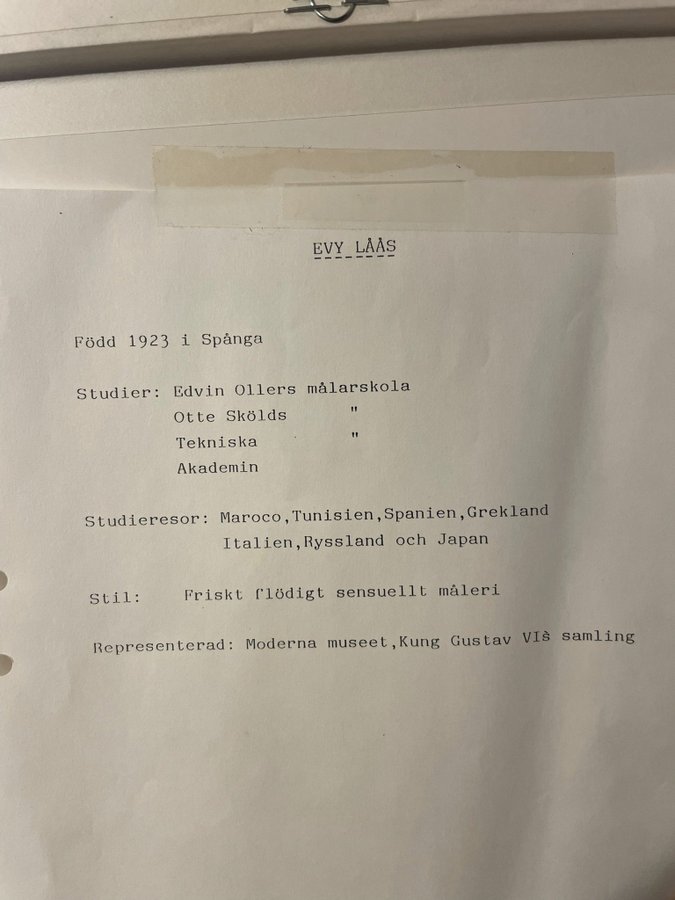 EVY LÅÅS
Född 1923 i Spånga
Studier: Edvin Ollers målarskola
Otte Skölds "
Tekniska "
Akademin
Studieresor: Maroco,Tunisien,Spanien,Grekland
Italien,Ryssland och Japan
Stil: Friskt flödigt sensuellt måleri
Representerad: Moderna museet,Kung Gustav VIs̀ samling